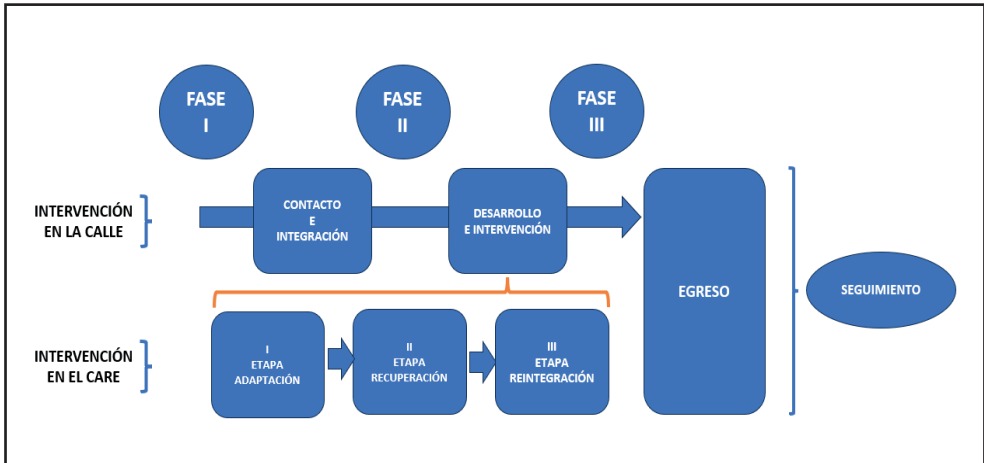 FASE
I
FASE
II
FASE
III
INTERVENCIÓN
EN LA CALLE
CONTACTO
E
INTEGRACIÓN
DESARROLLO
E INTERVENCIÓN
EGRESO
SEGUIMIENTO
INTERVENCIÓN
EN EL CARE
I
ETAPA
ADAPTACIÓN
II
ETAPA
RECUPERACIÓN
III
ETAPA
REINTEGRACIÓN